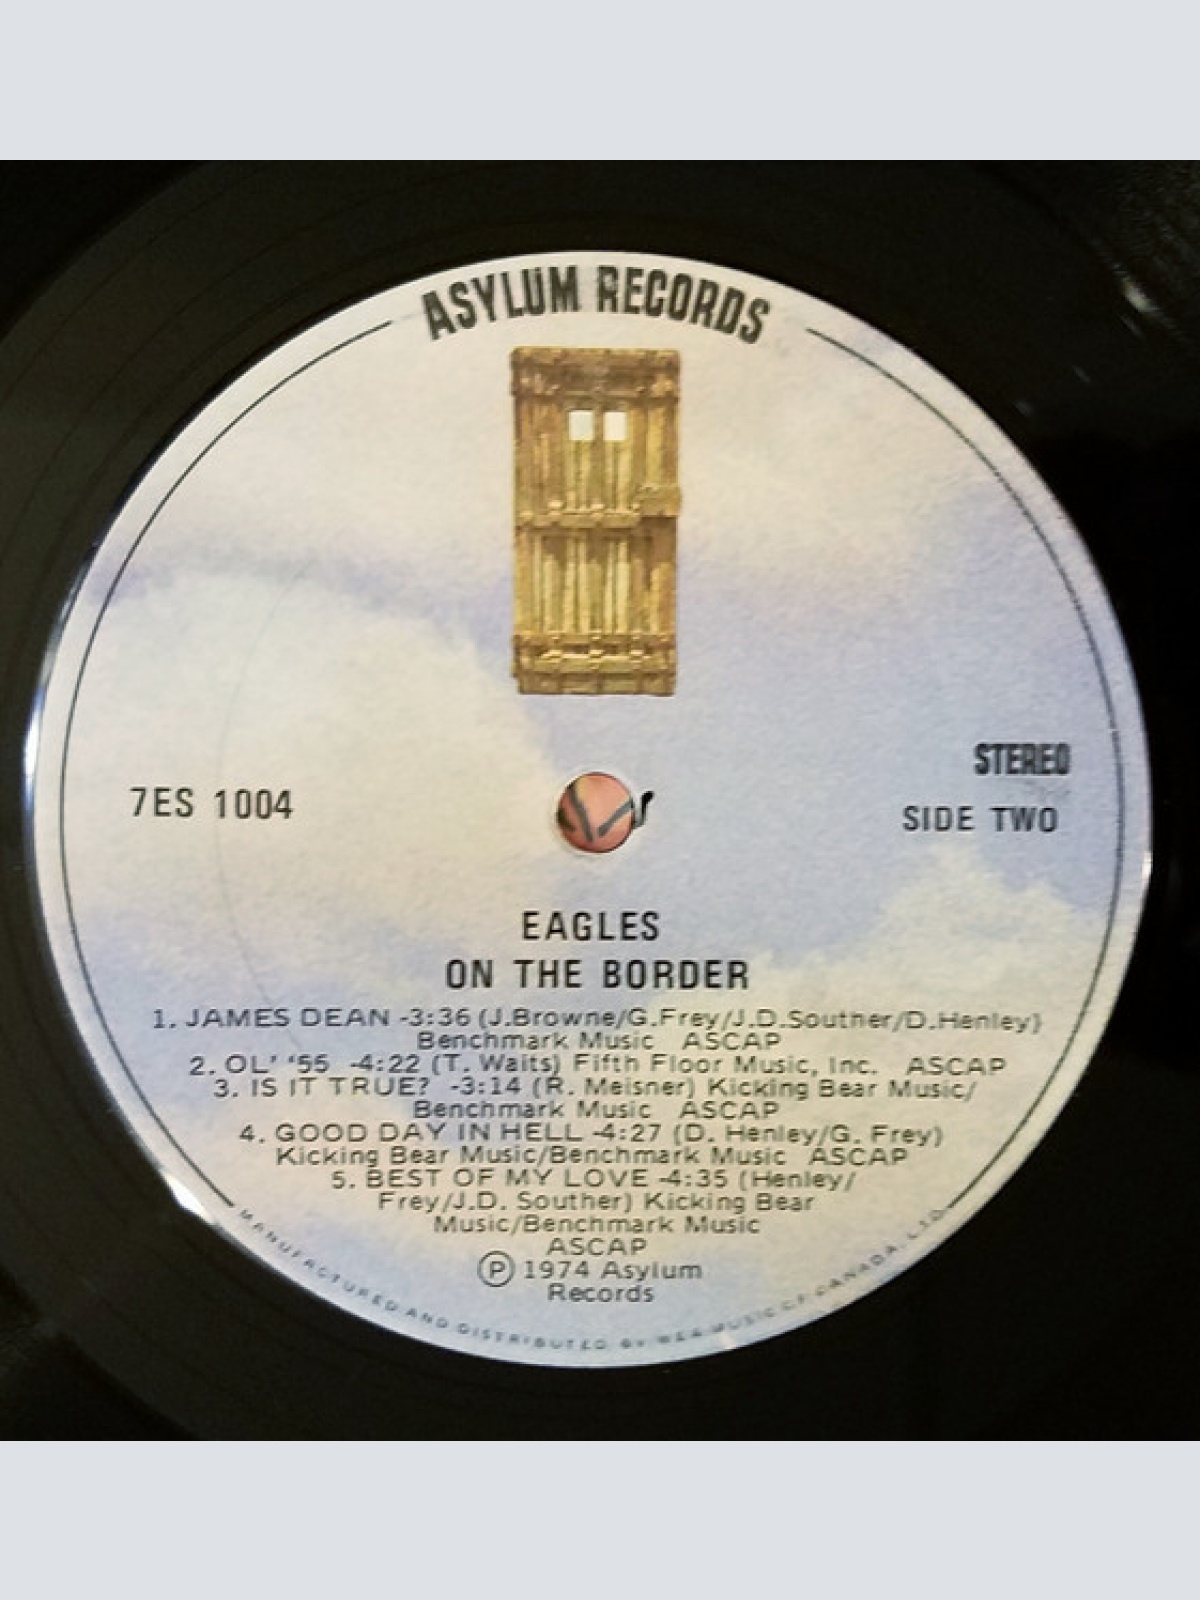 ASYLUM RECORDS
STEREO
7ES 1004
SIDE TWO
EAGLES
ON THE BORDER
1. JAMES DEAN -3:36 (J.Browne/G.Frey/J.D.Souther/D.Henley)
Benchmark Music ASCAP
2. OL' '55 -4:22 (T. Waits) Fifth Floor Music, Inc. ASCAP
3. IS IT TRUE? -3:14 (R. Meisner) Kicking Bear Music/
Benchmark Music ASCAP
4. GOOD DAY IN HELL -4:27 (D. Henley/G. Frey)
Kicking Bear Music/Benchmark Music ASCAP
5. BEST OF MY LOVE -4:35 (Henley/
Frey/J.D. Souther) Kicking Bear
Music/Benchmark Music
ASCAP
Ⓟ 1974 Asylum
Records
MANUFACTURED AND DISTRIBUTED BY WEA MUSIC OF CANADA, LTD